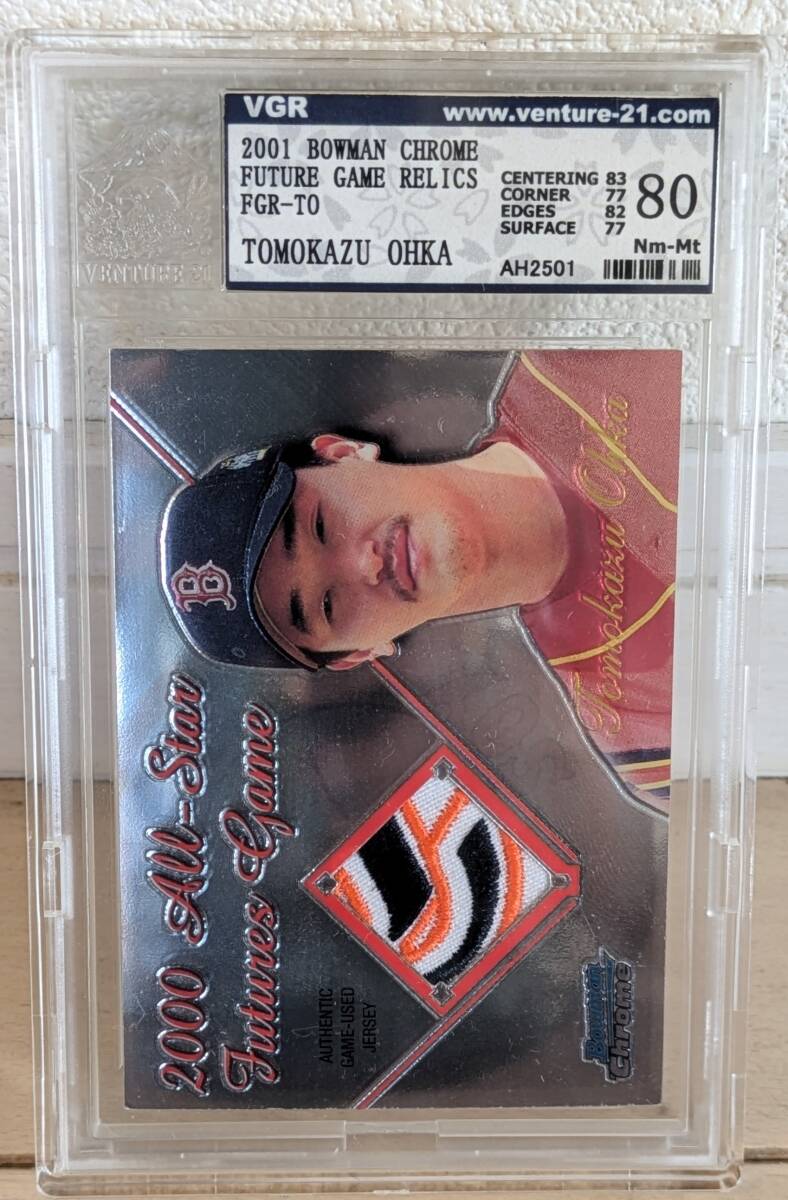 VGR www.venture-21.com
2001 BOWMAN CHROME
FUTURE GAME RELICS
FGR-TO
TOMOKAZU OHKA
CENTERING 83
CORNER 77
EDGES 82
SURFACE 77
80
Nm-Mt
AH2501
VENTURE 21
B
Tomokazu Ohka
2000 All-Star
Futures Game
AUTHENTIC
GAME-USED
JERSEY
Bowman
Chrome